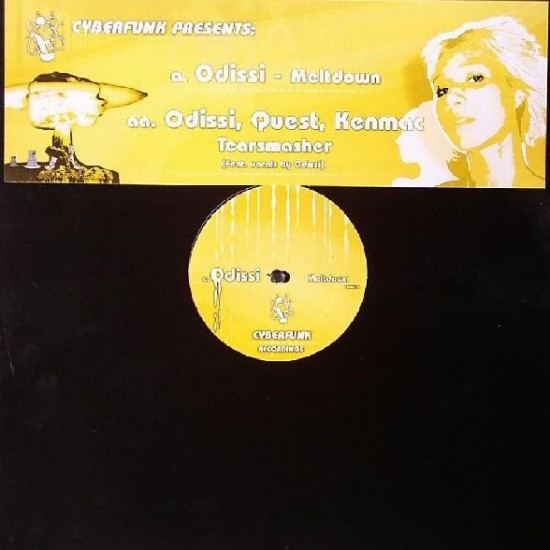 CYBERFUNK PRESENTS:
a. Odissi - Meltdown
aa. Odissi, Quest, Kenmac
Tearsmasher
(Feat. vocals by Odissi)
a. Odissi
Meltdown
CYBERFUNK
RECORDINGS